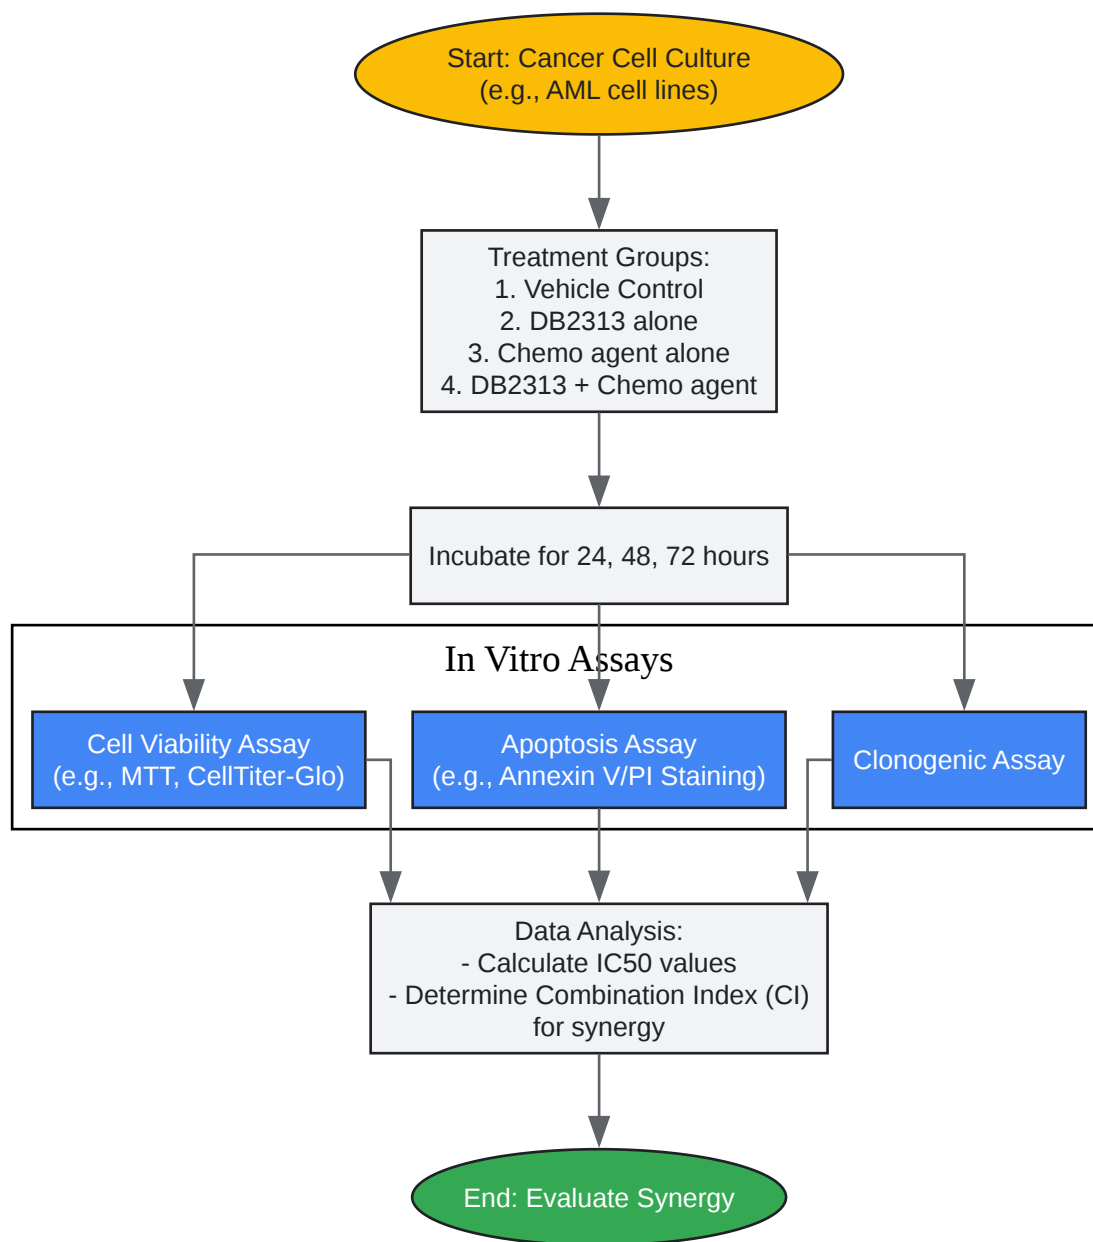 Start: Cancer Cell Culture
(e.g., AML cell lines)
Treatment Groups:
1. Vehicle Control
2. DB2313 alone
3. Chemo agent alone
4. DB2313 + Chemo agent
Incubate for 24, 48, 72 hours
In Vitro Assays
Cell Viability Assay
(e.g., MTT, CellTiter-Glo)
Apoptosis Assay
(e.g., Annexin V/PI Staining)
Clonogenic Assay
Data Analysis:
- Calculate IC50 values
- Determine Combination Index (CI)
for synergy
End: Evaluate Synergy